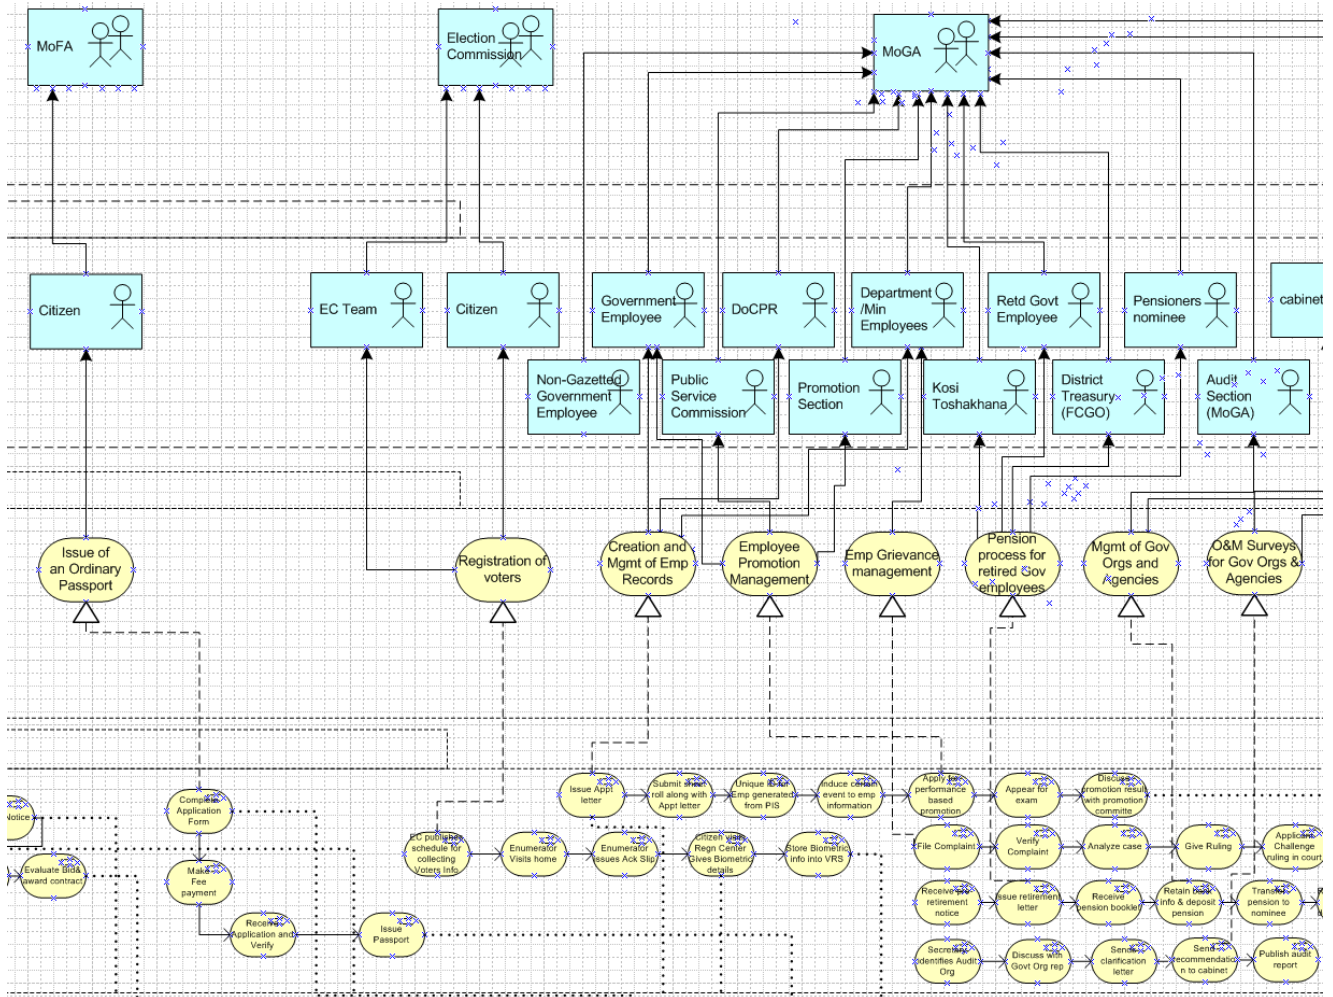 MoFA
Election
Commission
MoGA
Citizen
EC Team
Citizen
Government
Employee
DoCPR
Department
/Min
Employees
Retd Govt
Employee
Pensioners
nominee
cabinet
Non-Gazetted
Government
Employee
Public
Service
Commission
Promotion
Section
Kosi
Toshakhana
District
Treasury
(FCGO)
Audit
Section
(MoGA)
Issue of
an Ordinary
Passport
Registration of
voters
Creation and
Mgmt of Emp
Records
Employee
Promotion
Management
Emp Grievance
management
Pension
process for
retired Gov
employees
Mgmt of Gov
Orgs and
Agencies
O&M Surveys
for Gov Orgs &
Agencies
Issue Appt
letter
Submit sheet
roll along with
Appt letter
Unique ID for
Emp generated
from PIS
Induce certain
event to emp
information
Apply for
performance
based
promotion
Appear for
exam
Discuss
promotion result
with promotion
committe
Notice
Complete
Application
Form
EC publishes
schedule for
collecting
Voters Info
Enumerator
Visits home
Enumerator
Issues Ack Slip
Citizen visits
Regn Center
Gives Biometric
details
Store Biometric
info into VRS
File Complaint
Verify
Complaint
Analyze case
Give Ruling
Applicant
Challenge
ruling in court
Evaluate Bid&
award contract
Make
Fee
payment
Receive pre
retirement
notice
Issue retirement
letter
Receive
pension booklet
Retain bank
info & deposit
pension
Transfer
pension to
nominee
Receive
Application and
Verify
Issue
Passport
Secretary
identifies Audit
Org
Discuss with
Govt Org rep
Send
clarification
letter
Send
recommendatio
n to cabinet
Publish audit
report